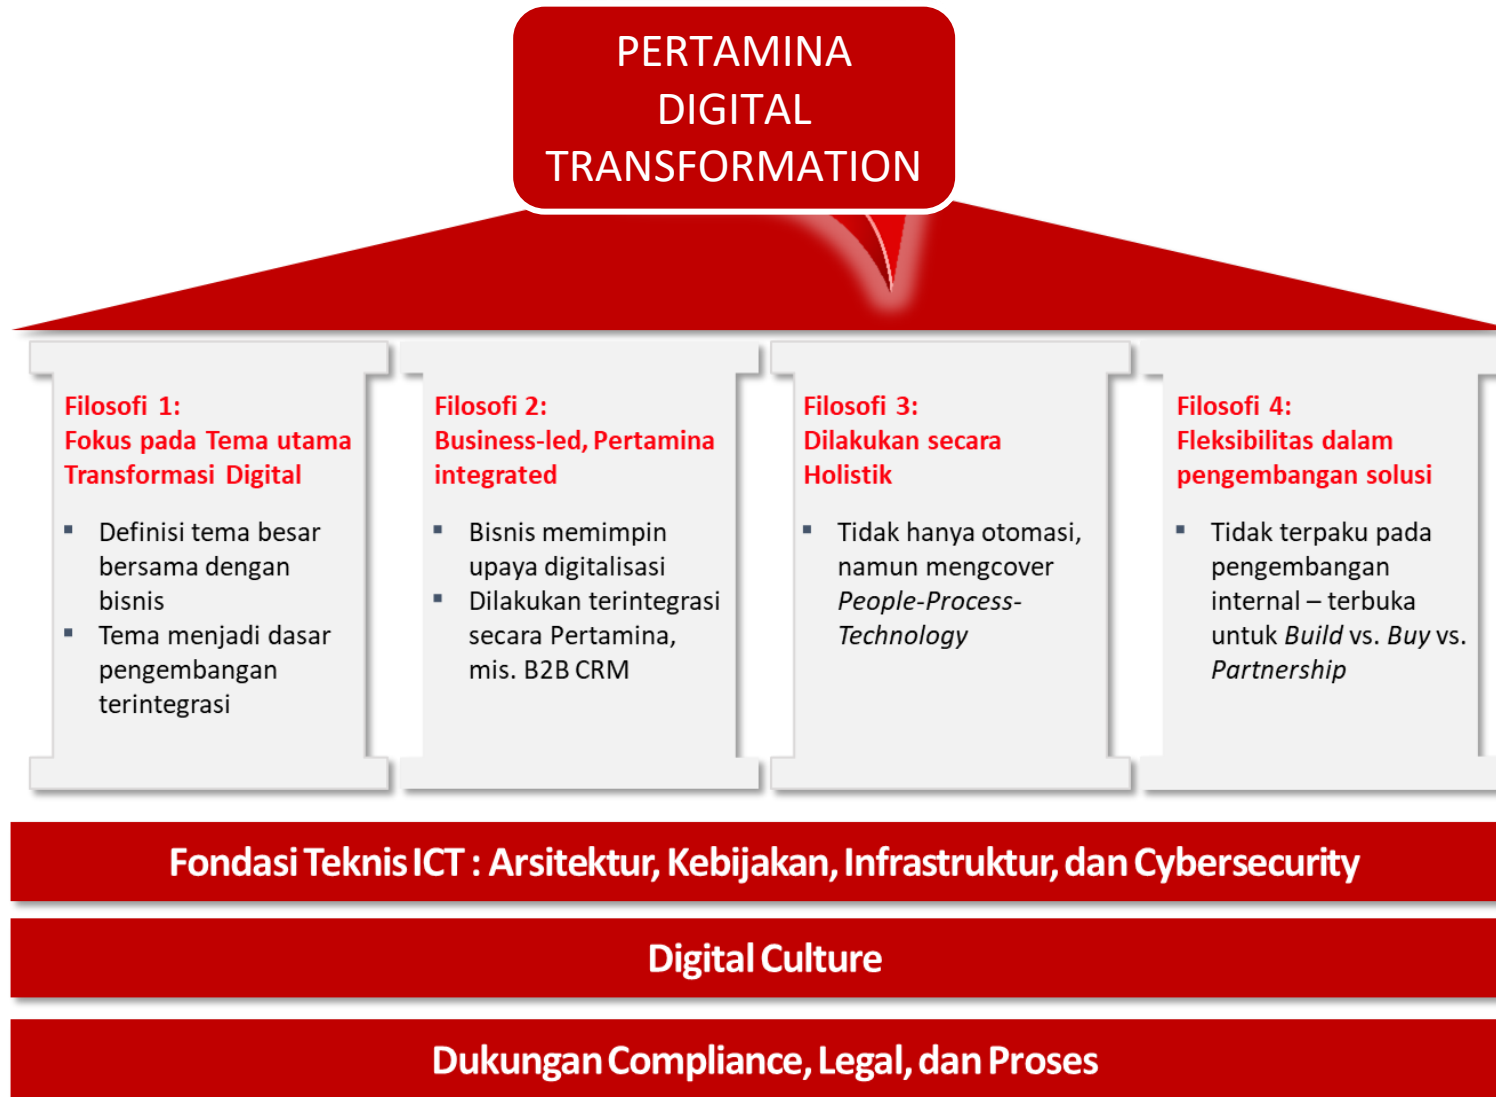 PERTAMINA
DIGITAL
TRANSFORMATION
Filosofi 1:
Fokus pada Tema utama
Transformasi Digital
▪ Definisi tema besar
bersama dengan
bisnis
▪ Tema menjadi dasar
pengembangan
terintegrasi
Filosofi 2:
Business-led, Pertamina
integrated
▪ Bisnis memimpin
upaya digitalisasi
▪ Dilakukan terintegrasi
secara Pertamina,
mis. B2B CRM
Filosofi 3:
Dilakukan secara
Holistik
▪ Tidak hanya otomasi,
namun mengcover
People-Process-
Technology
Filosofi 4:
Fleksibilitas dalam
pengembangan solusi
▪ Tidak terpaku pada
pengembangan
internal – terbuka
untuk Build vs. Buy vs.
Partnership
Fondasi Teknis ICT : Arsitektur, Kebijakan, Infrastruktur, dan Cybersecurity
Digital Culture
Dukungan Compliance, Legal, dan Proses